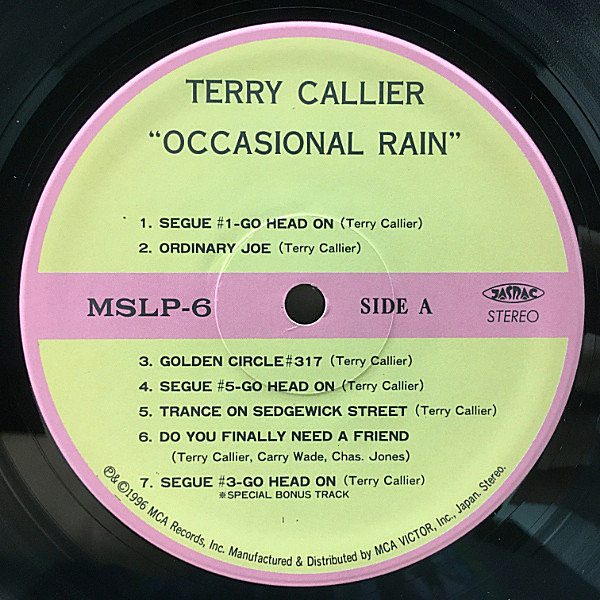 TERRY CALLIER
“OCCASIONAL RAIN”
1. SEGUE #1-GO HEAD ON (Terry Callier)
2. ORDINARY JOE (Terry Callier)
MSLP-6
SIDE A
JASRAC
STEREO
3. GOLDEN CIRCLE#317 (Terry Callier)
4. SEGUE #5-GO HEAD ON (Terry Callier)
5. TRANCE ON SEDGEWICK STREET (Terry Callier)
6. DO YOU FINALLY NEED A FRIEND
(Terry Callier, Carry Wade, Chas. Jones)
7. SEGUE #3-GO HEAD ON (Terry Callier)
※SPECIAL BONUS TRACK
℗&©1996 MCA Records, Inc. Manufactured & Distributed by MCA VICTOR, Inc., Japan. Stereo.